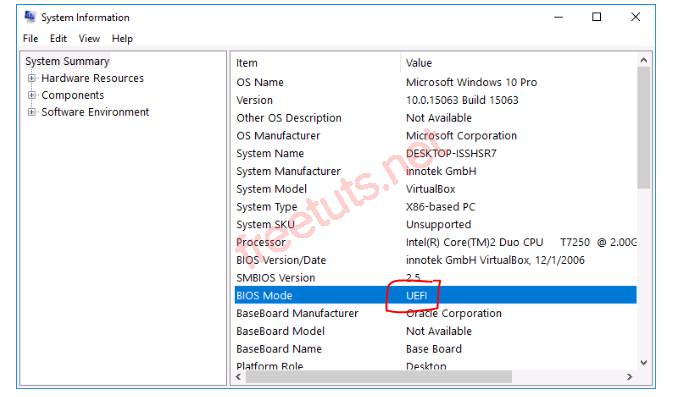 System Information
File Edit View Help
System Summary
Hardware Resources
Components
Software Environment
Item Value
OS Name Microsoft Windows 10 Pro
Version 10.0.15063 Build 15063
Other OS Description Not Available
OS Manufacturer Microsoft Corporation
System Name DESKTOP-ISSHSR7
System Manufacturer innotek GmbH
System Model VirtualBox
System Type X86-based PC
System SKU Unsupported
Processor Intel(R) Core(TM)2 Duo CPU T7250 @ 2.00G
BIOS Version/Date innotek GmbH VirtualBox, 12/1/2006
SMBIOS Version 2.5
BIOS Mode UEFI
BaseBoard Manufacturer Oracle Corporation
BaseBoard Model Not Available
BaseBoard Name Base Board
Platform Role Desktop
freetuts.net